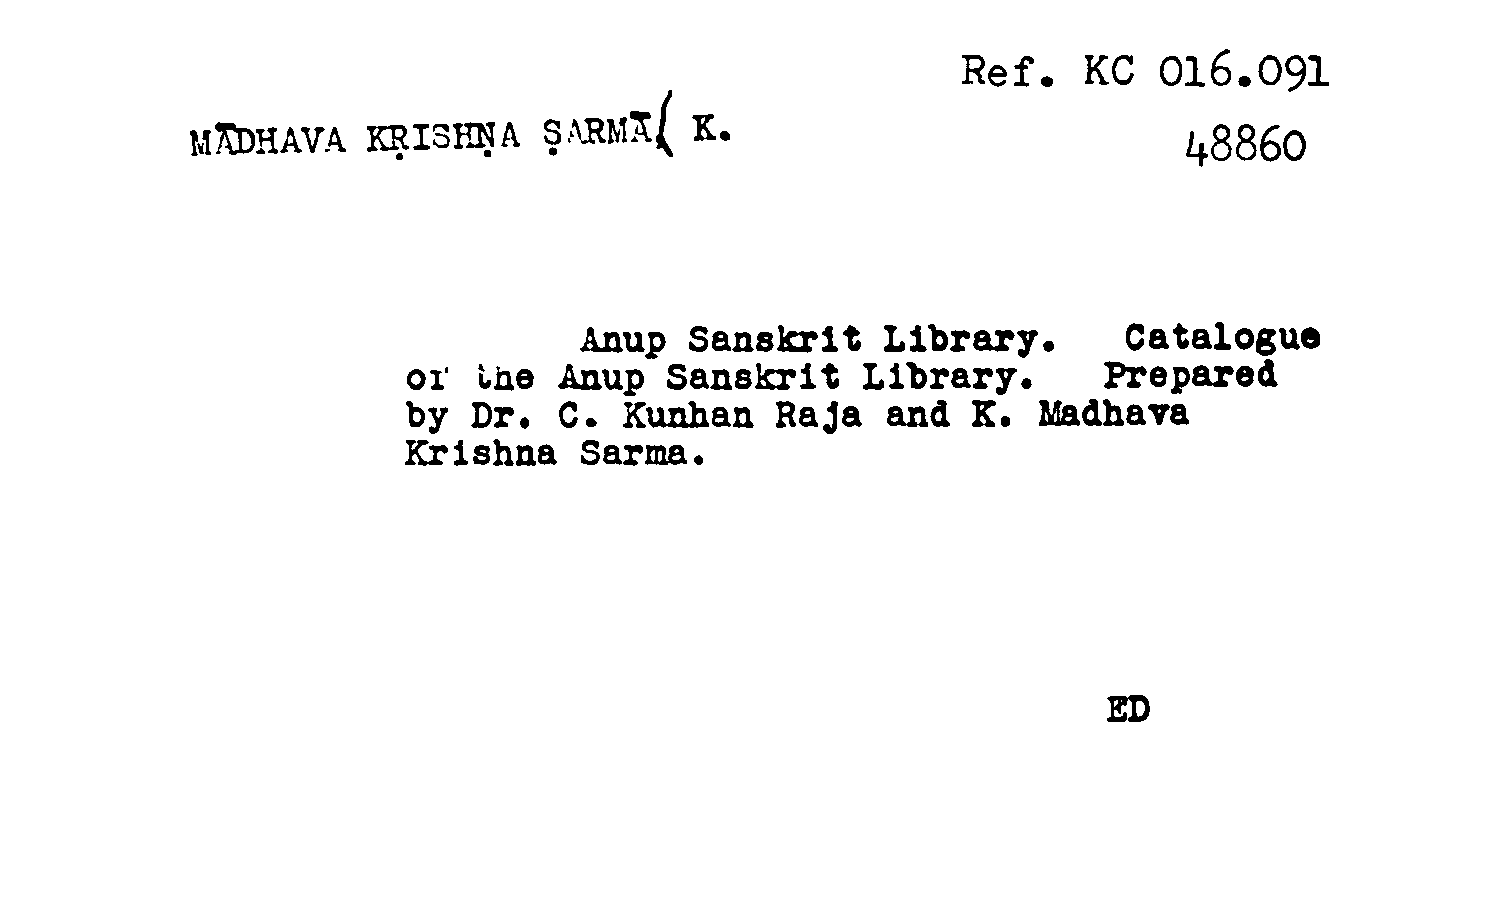 Ref. KC 016.091
MĀDHAVA KṚISHṆA ṢARMĀ( K.
48860
Anup Sanskrit Library. Catalogue
of the Anup Sanskrit Library. Prepared
by Dr. C. Kunhan Raja and K. Madhava
Krishna Sarma.
ED